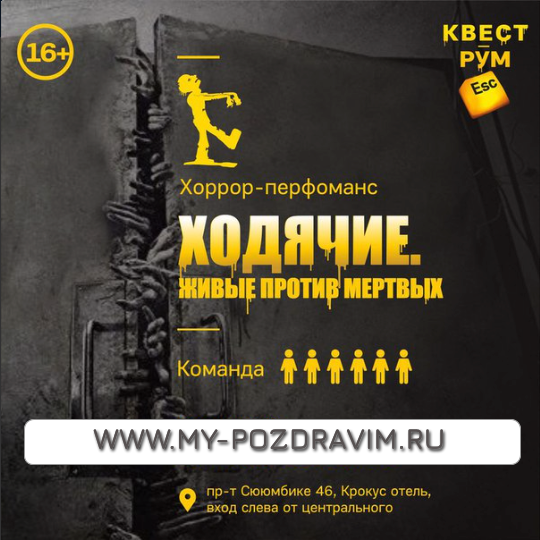 16+
КВЕСТ
РУМ
Esc
Хоррор-перфоманс
ХОДЯЧИЕ.
ЖИВЫЕ ПРОТИВ МЕРТВЫХ
Команда
WWW.MY-POZDRAVIM.RU
пр-т Сююмбике 46, Крокус отель,
вход слева от центрального